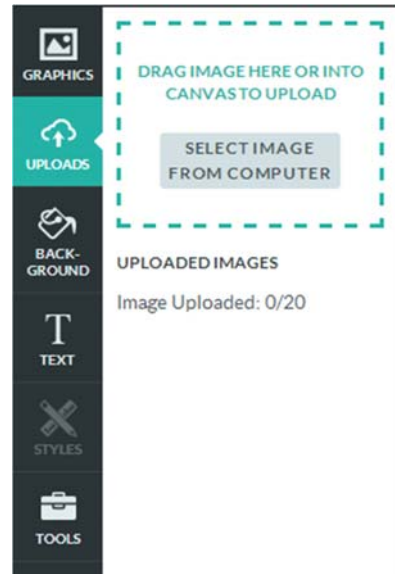 GRAPHICS
UPLOADS
BACK-
GROUND
T
TEXT
STYLES
TOOLS
DRAG IMAGE HERE OR INTO
CANVAS TO UPLOAD
SELECT IMAGE
FROM COMPUTER
UPLOADED IMAGES
Image Uploaded: 0/20